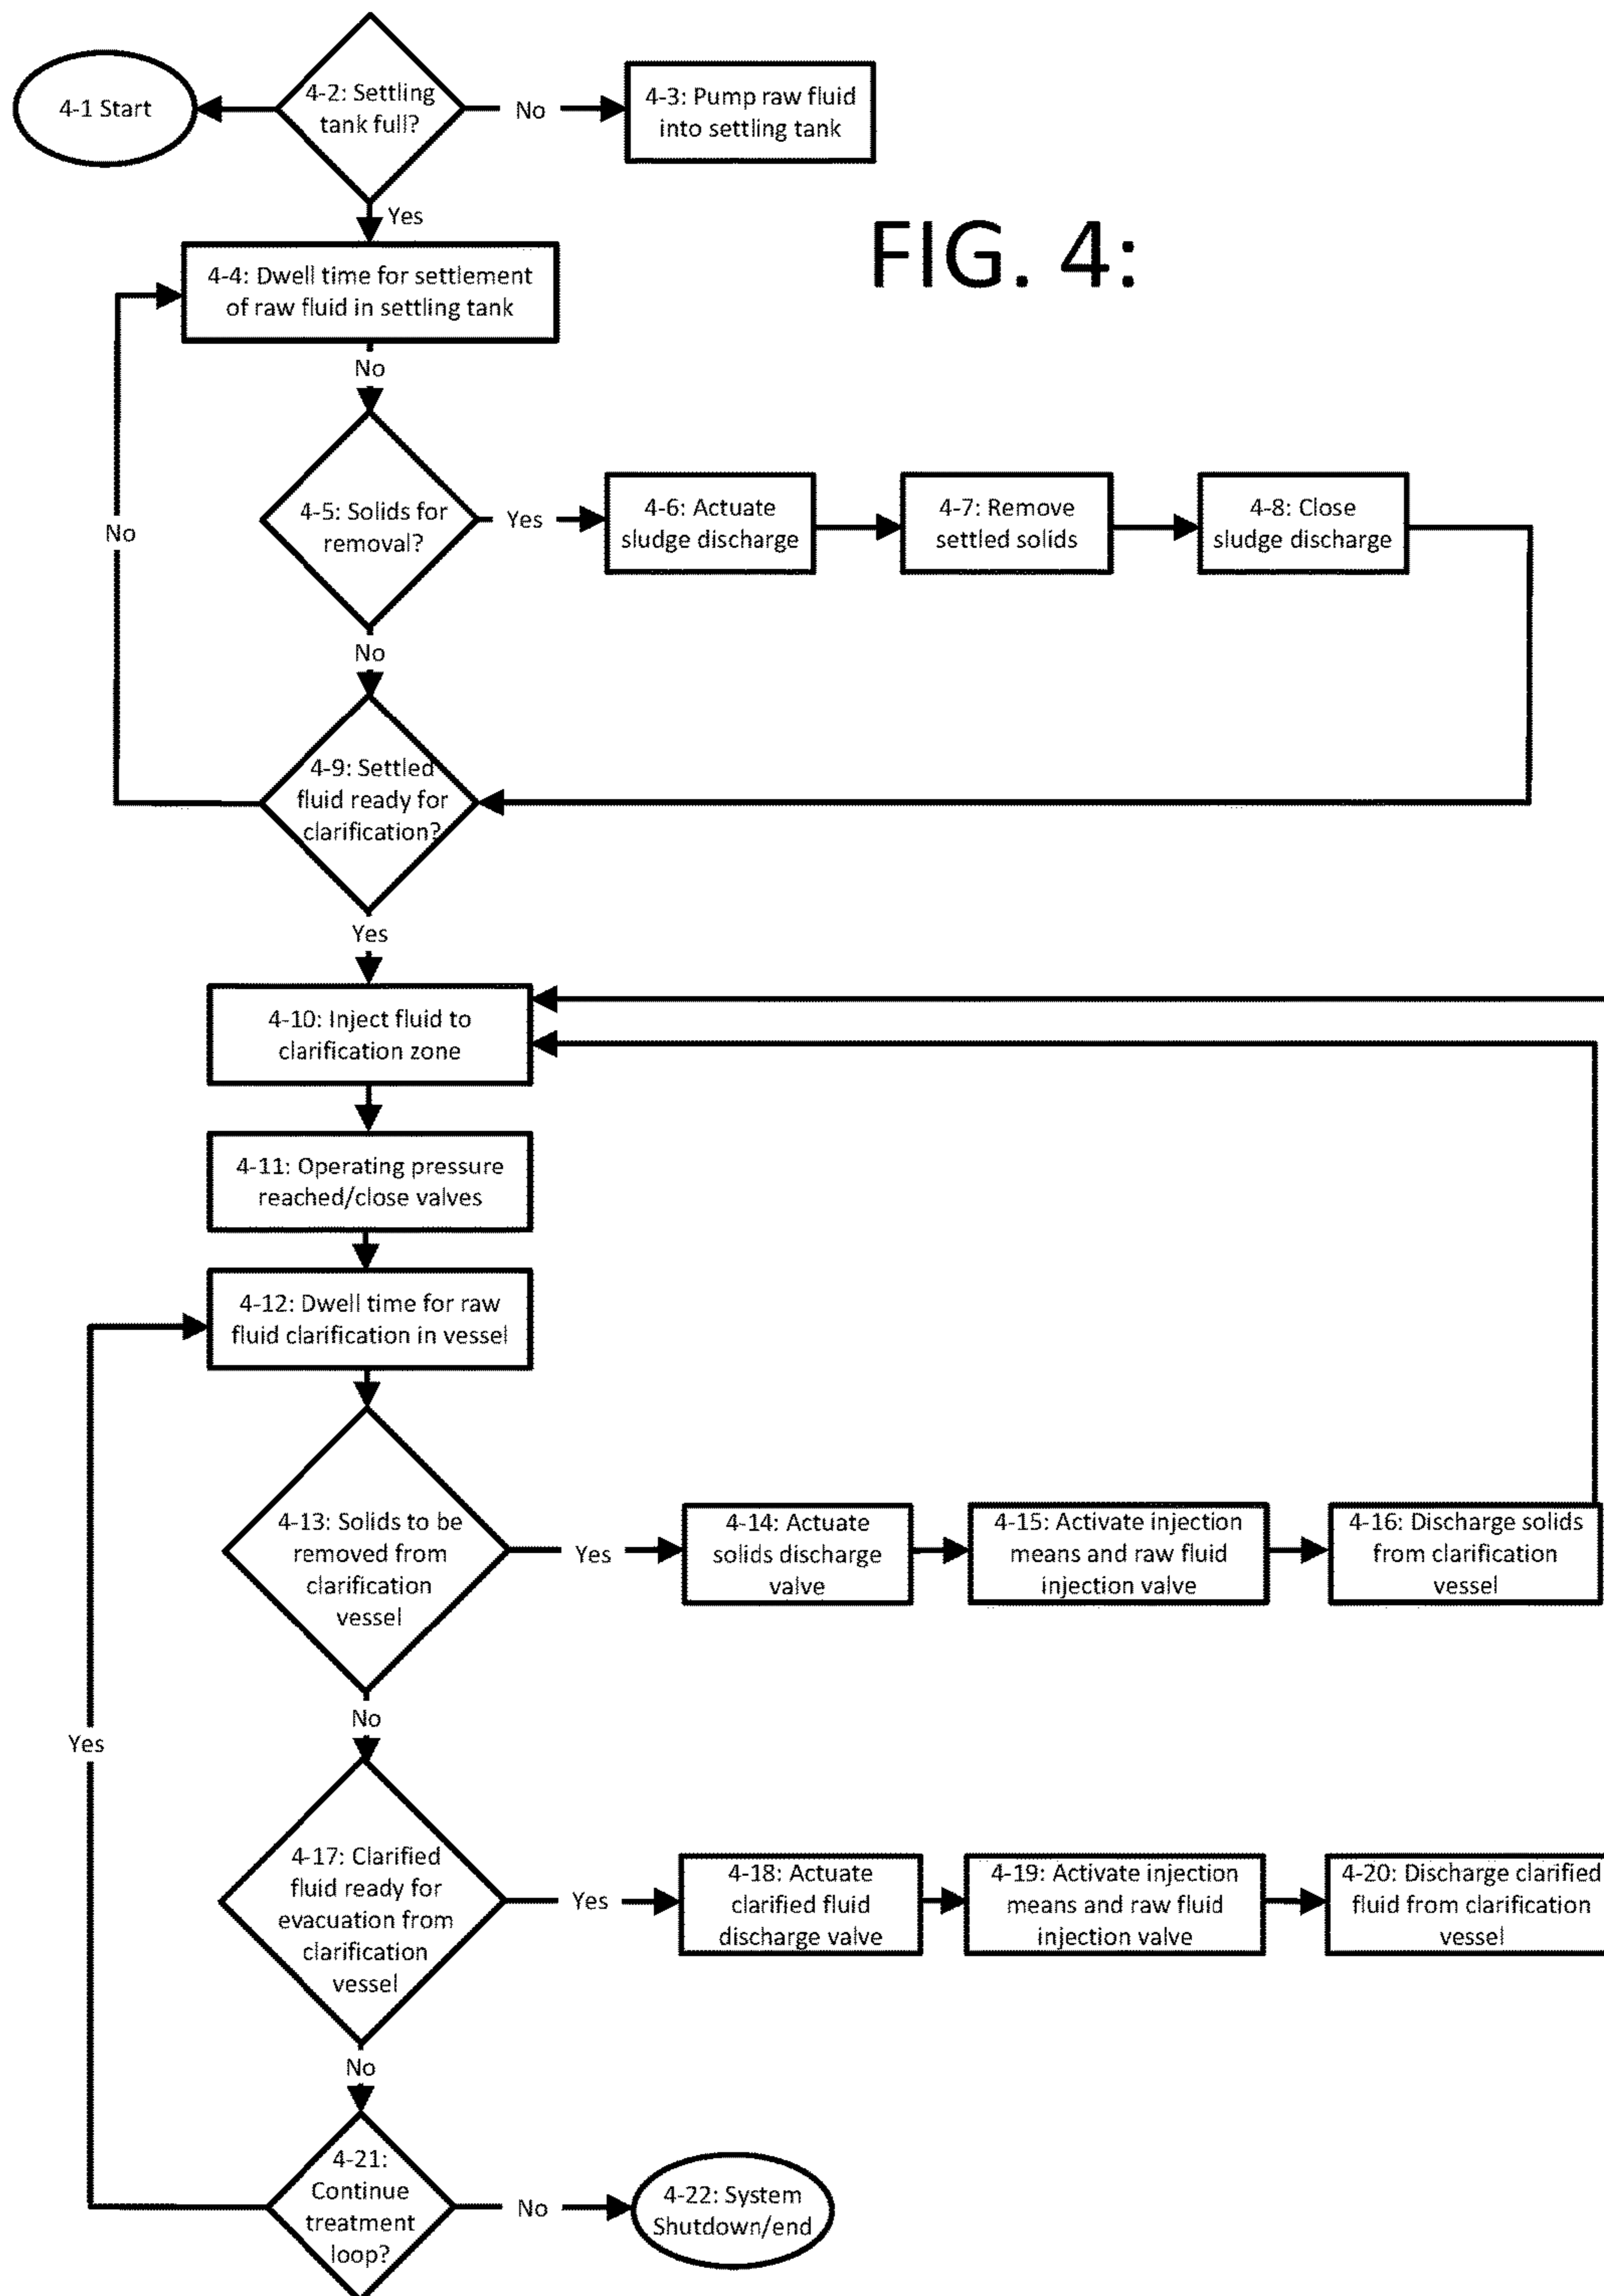 4-1 Start
4-2: Settling
tank full?
No
4-3: Pump raw fluid
into settling tank
Yes
FIG. 4:
4-4: Dwell time for settlement
of raw fluid in settling tank
No
No
4-5: Solids for
removal?
Yes
4-6: Actuate
sludge discharge
4-7: Remove
settled solids
4-8: Close
sludge discharge
No
4-9: Settled
fluid ready for
clarification?
Yes
4-10: Inject fluid to
clarification zone
4-11: Operating pressure
reached/close valves
4-12: Dwell time for raw
fluid clarification in vessel
4-13: Solids to be
removed from
clarification
vessel
Yes
4-14: Actuate
solids discharge
valve
4-15: Activate injection
means and raw fluid
injection valve
4-16: Discharge solids
from clarification
vessel
No
Yes
4-17: Clarified
fluid ready for
evacuation from
clarification
vessel
Yes
4-18: Actuate
clarified fluid
discharge valve
4-19: Activate injection
means and raw fluid
injection valve
4-20: Discharge clarified
fluid from clarification
vessel
No
4-21:
Continue
treatment
loop?
No
4-22: System
Shutdown/end